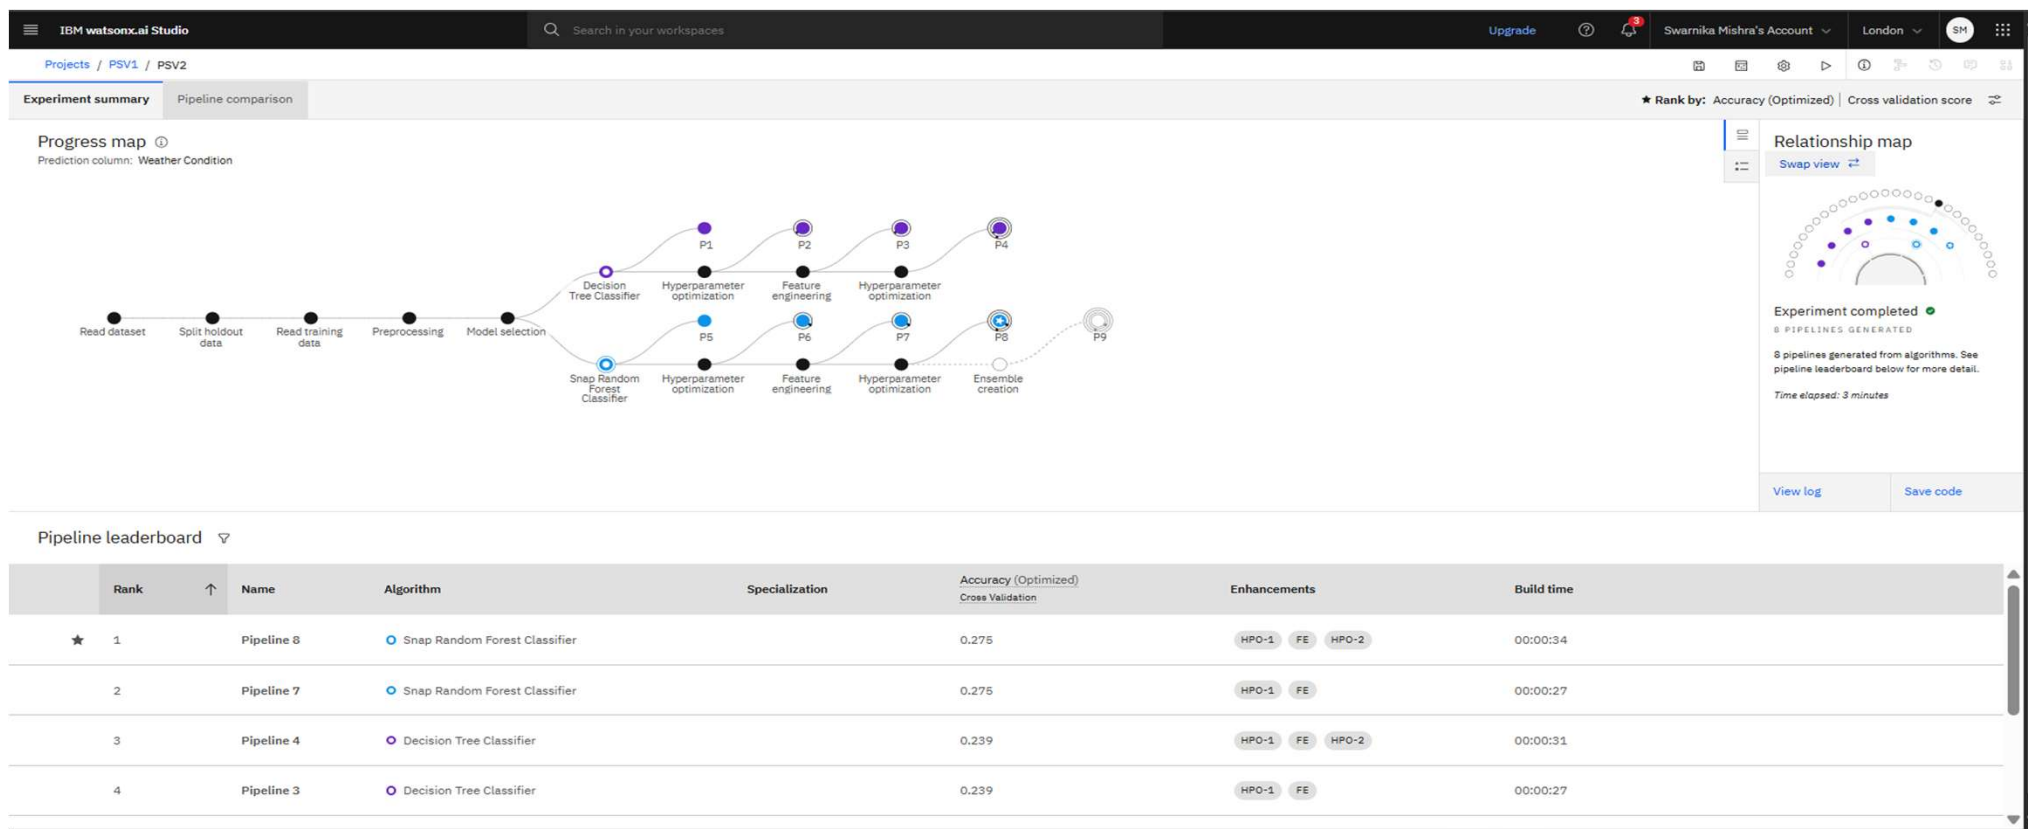 IBM watsonx.ai Studio
Search in your workspaces
Upgrade
3
Swarnika Mishra's Account
London
SM
Projects / PSV1 / PSV2
Experiment summary
Pipeline comparison
Rank by: Accuracy (Optimized) | Cross validation score
Progress map
Prediction column: Weather Condition
P1
P2
P3
P4
Decision
Tree Classifier
Hyperparameter
optimization
Feature
engineering
Hyperparameter
optimization
Read dataset
Split holdout
data
Read training
data
Preprocessing
Model selection
P5
P6
P7
P8
P9
Snap Random
Forest
Classifier
Hyperparameter
optimization
Feature
engineering
Hyperparameter
optimization
Ensemble
creation
Relationship map
Swap view
Experiment completed
8 PIPELINES GENERATED
8 pipelines generated from algorithms. See
pipeline leaderboard below for more detail.
Time elapsed: 3 minutes
View log
Save code
Pipeline leaderboard
Rank Name Algorithm Specialization Accuracy (Optimized) Enhancements Build time
Cross Validation
1 Pipeline 8 Snap Random Forest Classifier 0.275 HPO-1 FE HPO-2 00:00:34
2 Pipeline 7 Snap Random Forest Classifier 0.275 HPO-1 FE 00:00:27
3 Pipeline 4 Decision Tree Classifier 0.239 HPO-1 FE HPO-2 00:00:31
4 Pipeline 3 Decision Tree Classifier 0.239 HPO-1 FE 00:00:27